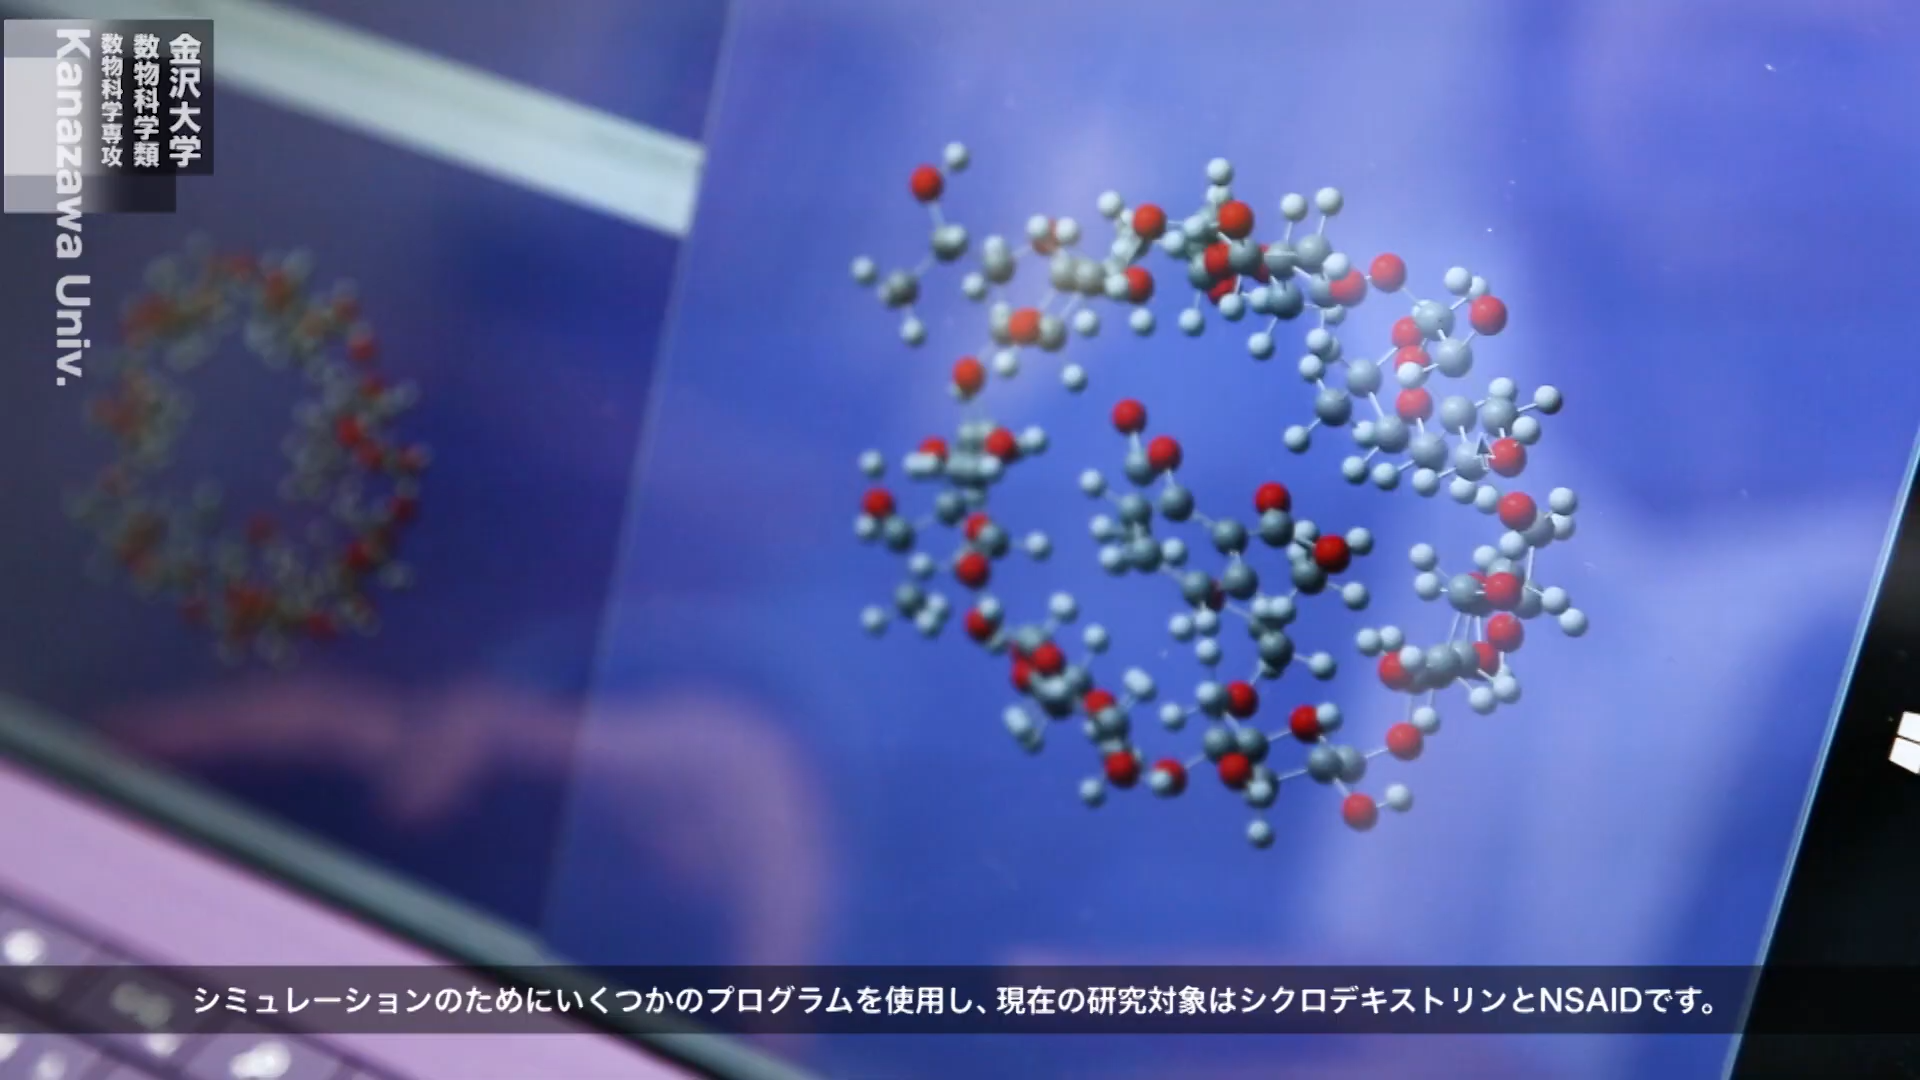 金沢大学
数物科学類
数物科学専攻
Kanazawa Univ.
シミュレーションのためにいくつかのプログラムを使用し、現在の研究対象はシクロデキストリンとNSAIDです。